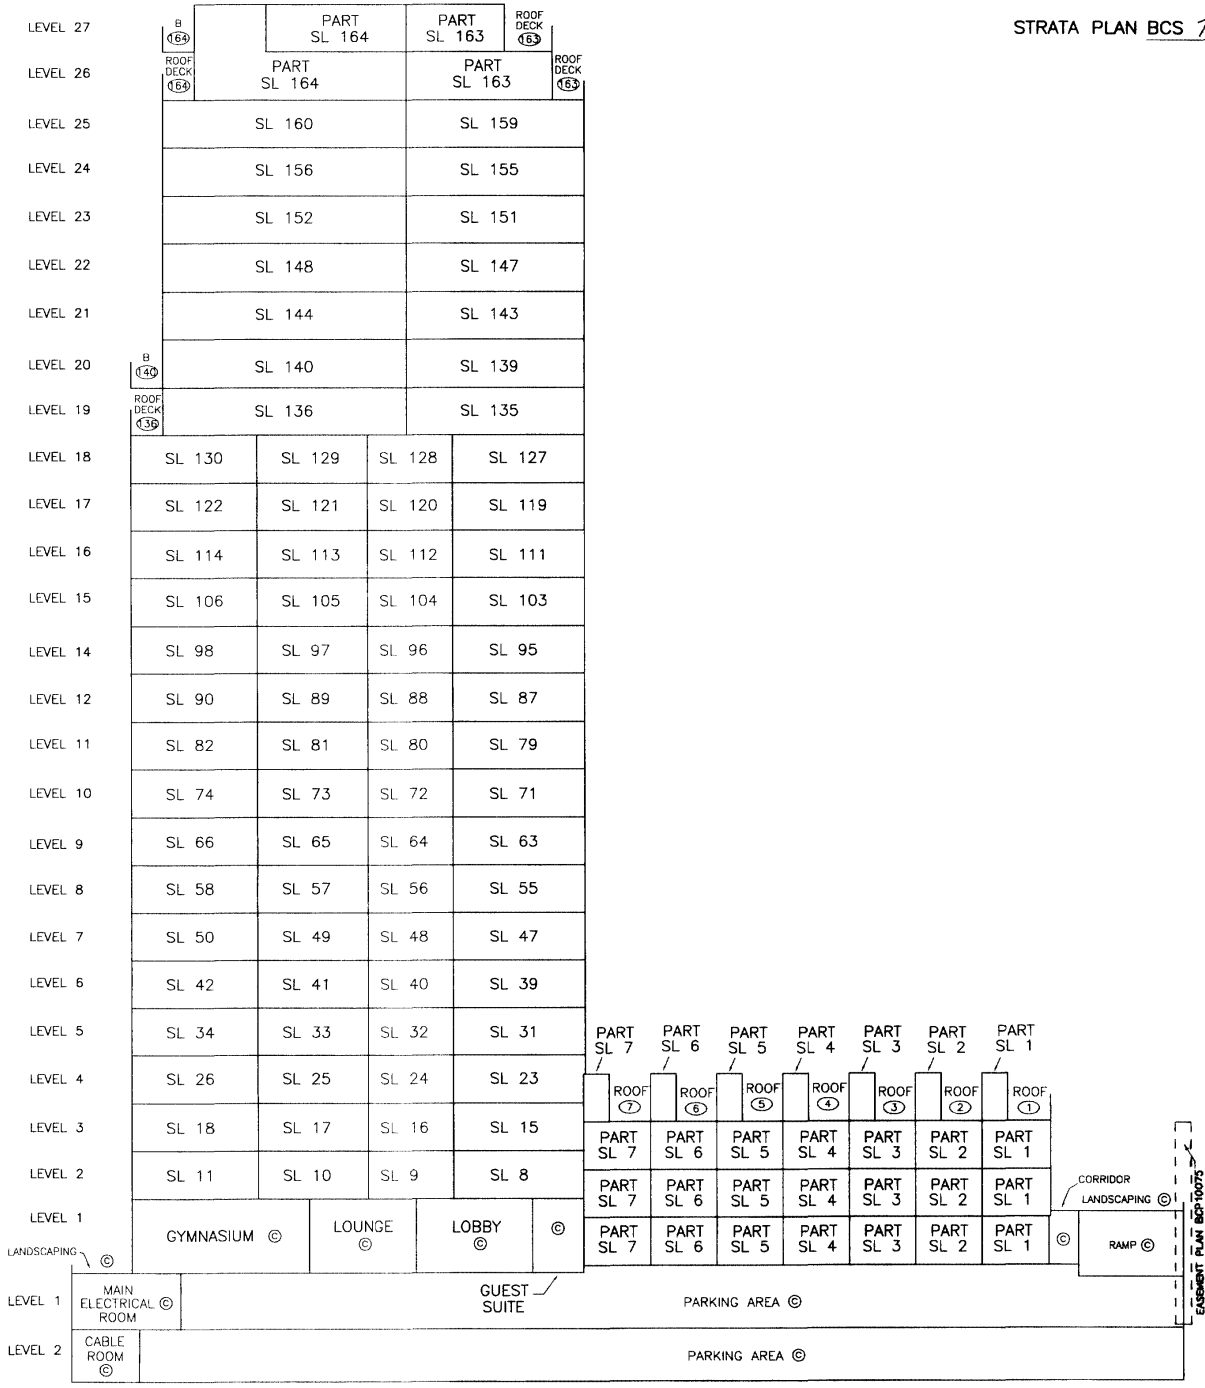 STRATA PLAN BCS
LEVEL 27
B
164
PART
SL 164
PART
SL 163
ROOF
DECK
163
LEVEL 26
ROOF
DECK
164
PART
SL 164
PART
SL 163
ROOF
DECK
163
LEVEL 25 SL 160 SL 159
LEVEL 24 SL 156 SL 155
LEVEL 23 SL 152 SL 151
LEVEL 22 SL 148 SL 147
LEVEL 21 SL 144 SL 143
B
LEVEL 20 140 SL 140 SL 139
ROOF
DECK
136
LEVEL 19 SL 136 SL 135
LEVEL 18 SL 130 SL 129 SL 128 SL 127
LEVEL 17 SL 122 SL 121 SL 120 SL 119
LEVEL 16 SL 114 SL 113 SL 112 SL 111
LEVEL 15 SL 106 SL 105 SL 104 SL 103
LEVEL 14 SL 98 SL 97 SL 96 SL 95
LEVEL 12 SL 90 SL 89 SL 88 SL 87
LEVEL 11 SL 82 SL 81 SL 80 SL 79
LEVEL 10 SL 74 SL 73 SL 72 SL 71
LEVEL 9 SL 66 SL 65 SL 64 SL 63
LEVEL 8 SL 58 SL 57 SL 56 SL 55
LEVEL 7 SL 50 SL 49 SL 48 SL 47
LEVEL 6 SL 42 SL 41 SL 40 SL 39
LEVEL 5 SL 34 SL 33 SL 32 SL 31
PART PART PART PART PART PART PART
SL 7 SL 6 SL 5 SL 4 SL 3 SL 2 SL 1
LEVEL 4 SL 26 SL 25 SL 24 SL 23
ROOF ROOF ROOF ROOF ROOF ROOF ROOF
7 6 5 4 3 2 1
LEVEL 3 SL 18 SL 17 SL 16 SL 15
PART PART PART PART PART PART PART
SL 7 SL 6 SL 5 SL 4 SL 3 SL 2 SL 1
LEVEL 2 SL 11 SL 10 SL 9 SL 8
PART PART PART PART PART PART PART
SL 7 SL 6 SL 5 SL 4 SL 3 SL 2 SL 1
CORRIDOR
LANDSCAPING ©
LEVEL 1
GYMNASIUM ©
LOUNGE
©
LOBBY
©
©
PART PART PART PART PART PART PART
SL 7 SL 6 SL 5 SL 4 SL 3 SL 2 SL 1
©
RAMP ©
EASEMENT PLAN BCP10075
LANDSCAPING
©
GUEST
SUITE
LEVEL 1
MAIN
ELECTRICAL ©
ROOM
PARKING AREA ©
LEVEL 2
CABLE
ROOM
©
PARKING AREA ©